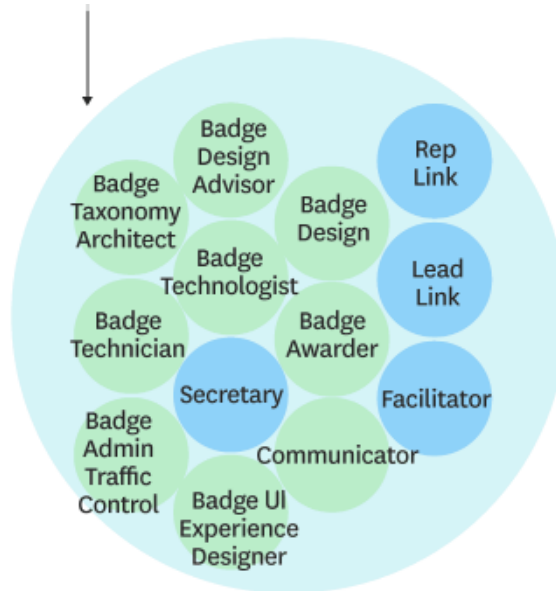 Badge
Design
Advisor
Rep
Link
Badge
Taxonomy
Architect
Badge
Design
Badge
Technologist
Lead
Link
Badge
Technician
Badge
Awarder
Secretary
Facilitator
Badge
Admin
Traffic
Control
Communicator
Badge UI
Experience
Designer